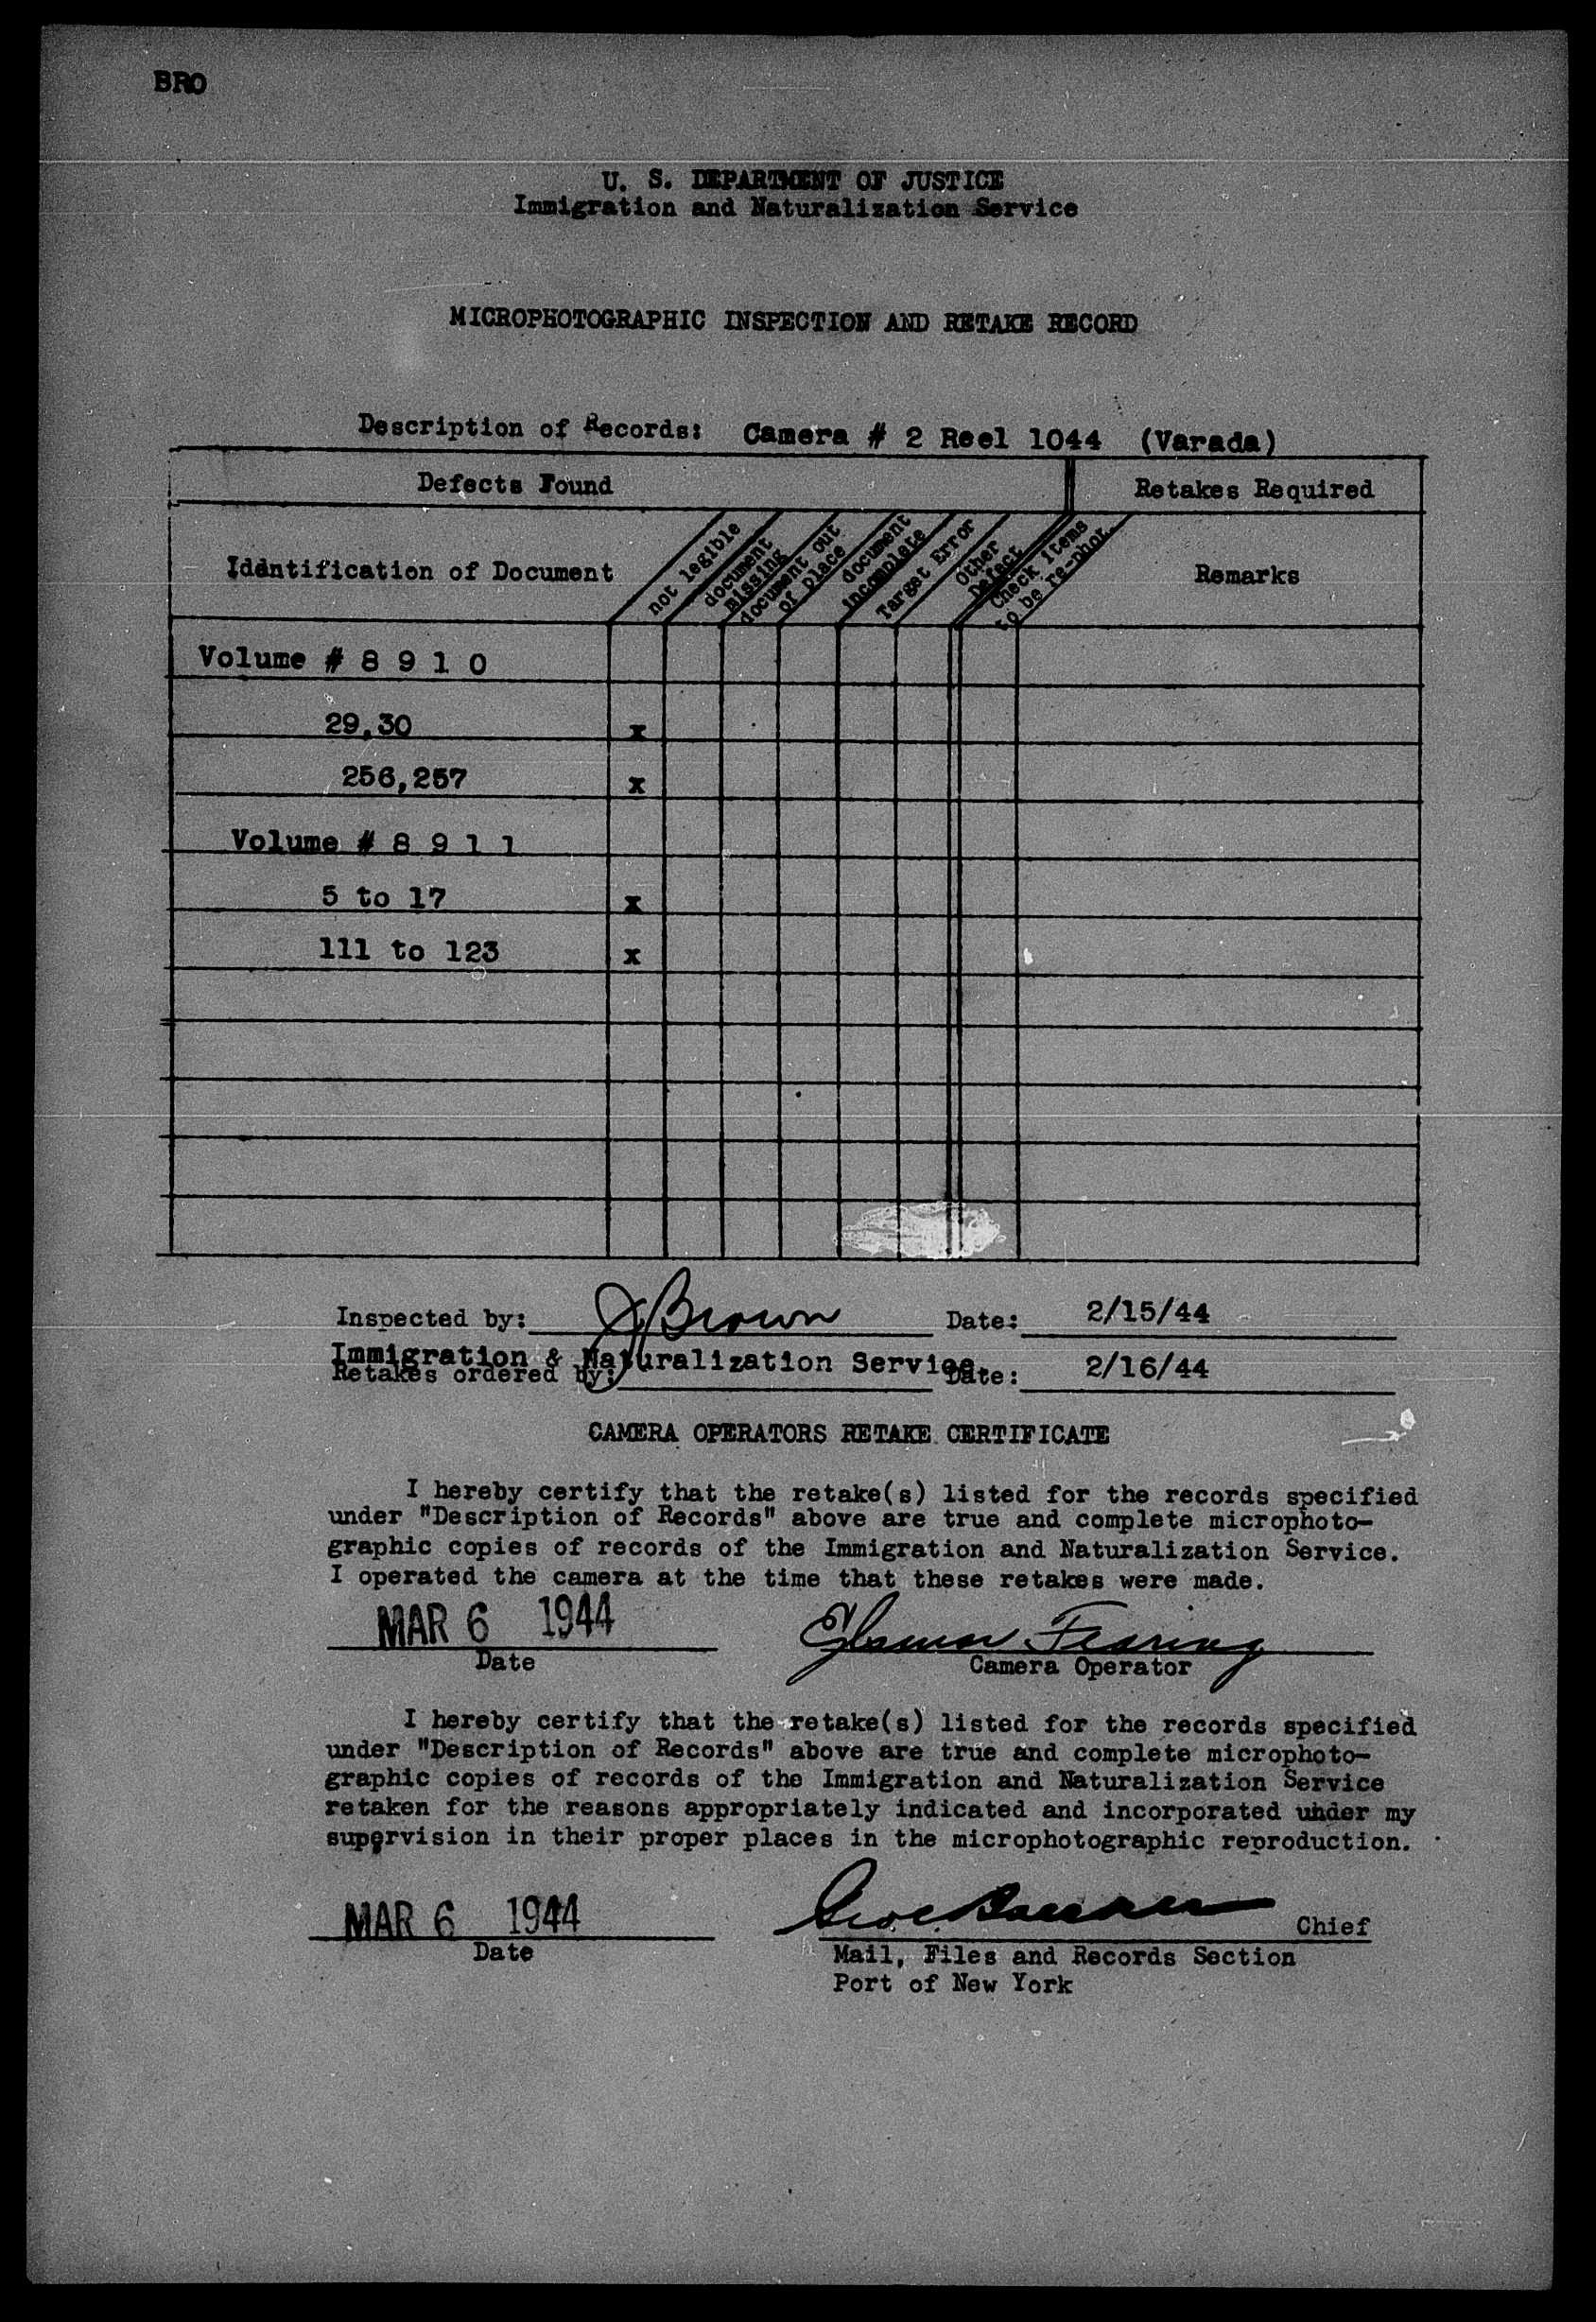 BRO
U. S. DEPARTMENT OF JUSTICE
Immigration and Naturalization Service
MICROPHOTOGRAPHIC INSPECTION AND RETAKE RECORD
Description of Records: Camera # 2 Reel 1044 (Varada)
Defects Found Retakes Required
Identification of Document
not legible
document missing
document out of place
document incomplete
Target Error
Other Defect
Check items to be re-phot.
Remarks
Volume # 8 9 1 0
29,30 x
256,257 x
Volume # 8 9 1 1
5 to 17 x
111 to 123 x
Inspected by: J Brown Date: 2/15/44
Immigration & Naturalization Service
Retakes ordered by: Date: 2/16/44
CAMERA OPERATORS RETAKE CERTIFICATE
I hereby certify that the retake(s) listed for the records specified
under "Description of Records" above are true and complete microphoto-
graphic copies of records of the Immigration and Naturalization Service.
I operated the camera at the time that these retakes were made.
MAR 6 1944
Date Camera Operator
I hereby certify that the retake(s) listed for the records specified
under "Description of Records" above are true and complete microphoto-
graphic copies of records of the Immigration and Naturalization Service
retaken for the reasons appropriately indicated and incorporated under my
supervision in their proper places in the microphotographic reproduction.
MAR 6 1944 Chief
Date Mail, Files and Records Section
Port of New York